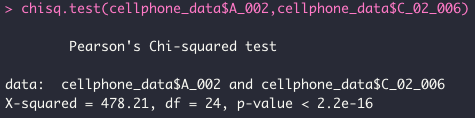 > chisq.test(cellphone_data$A_002,cellphone_data$C_02_006)
Pearson's Chi-squared test
data:  cellphone_data$A_002 and cellphone_data$C_02_006
X-squared = 478.21, df = 24, p-value < 2.2e-16